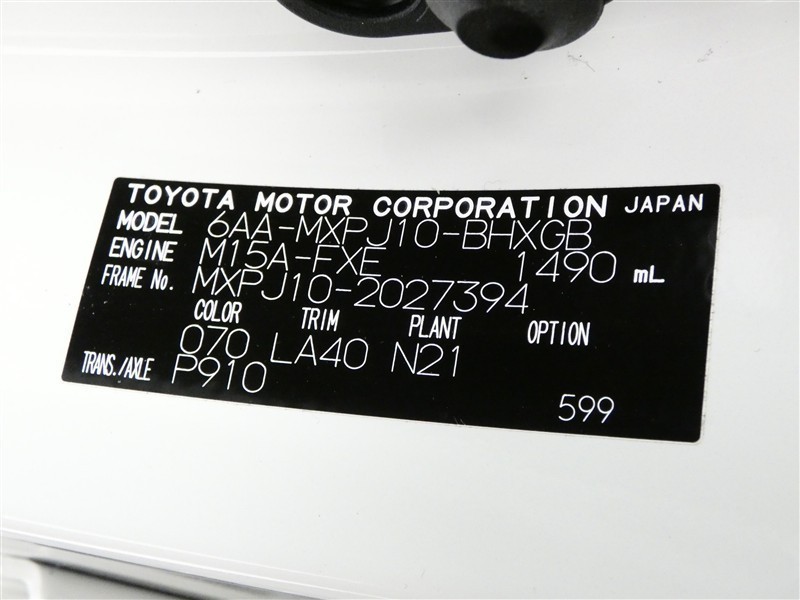 TOYOTA MOTOR CORPORATION JAPAN
MODEL 6AA-MXPJ10-BHXGB
ENGINE M15A-FXE 1490 mL
FRAME No. MXPJ10-2027394
COLOR TRIM PLANT OPTION
070 LA40 N21
TRANS./AXLE P910
599